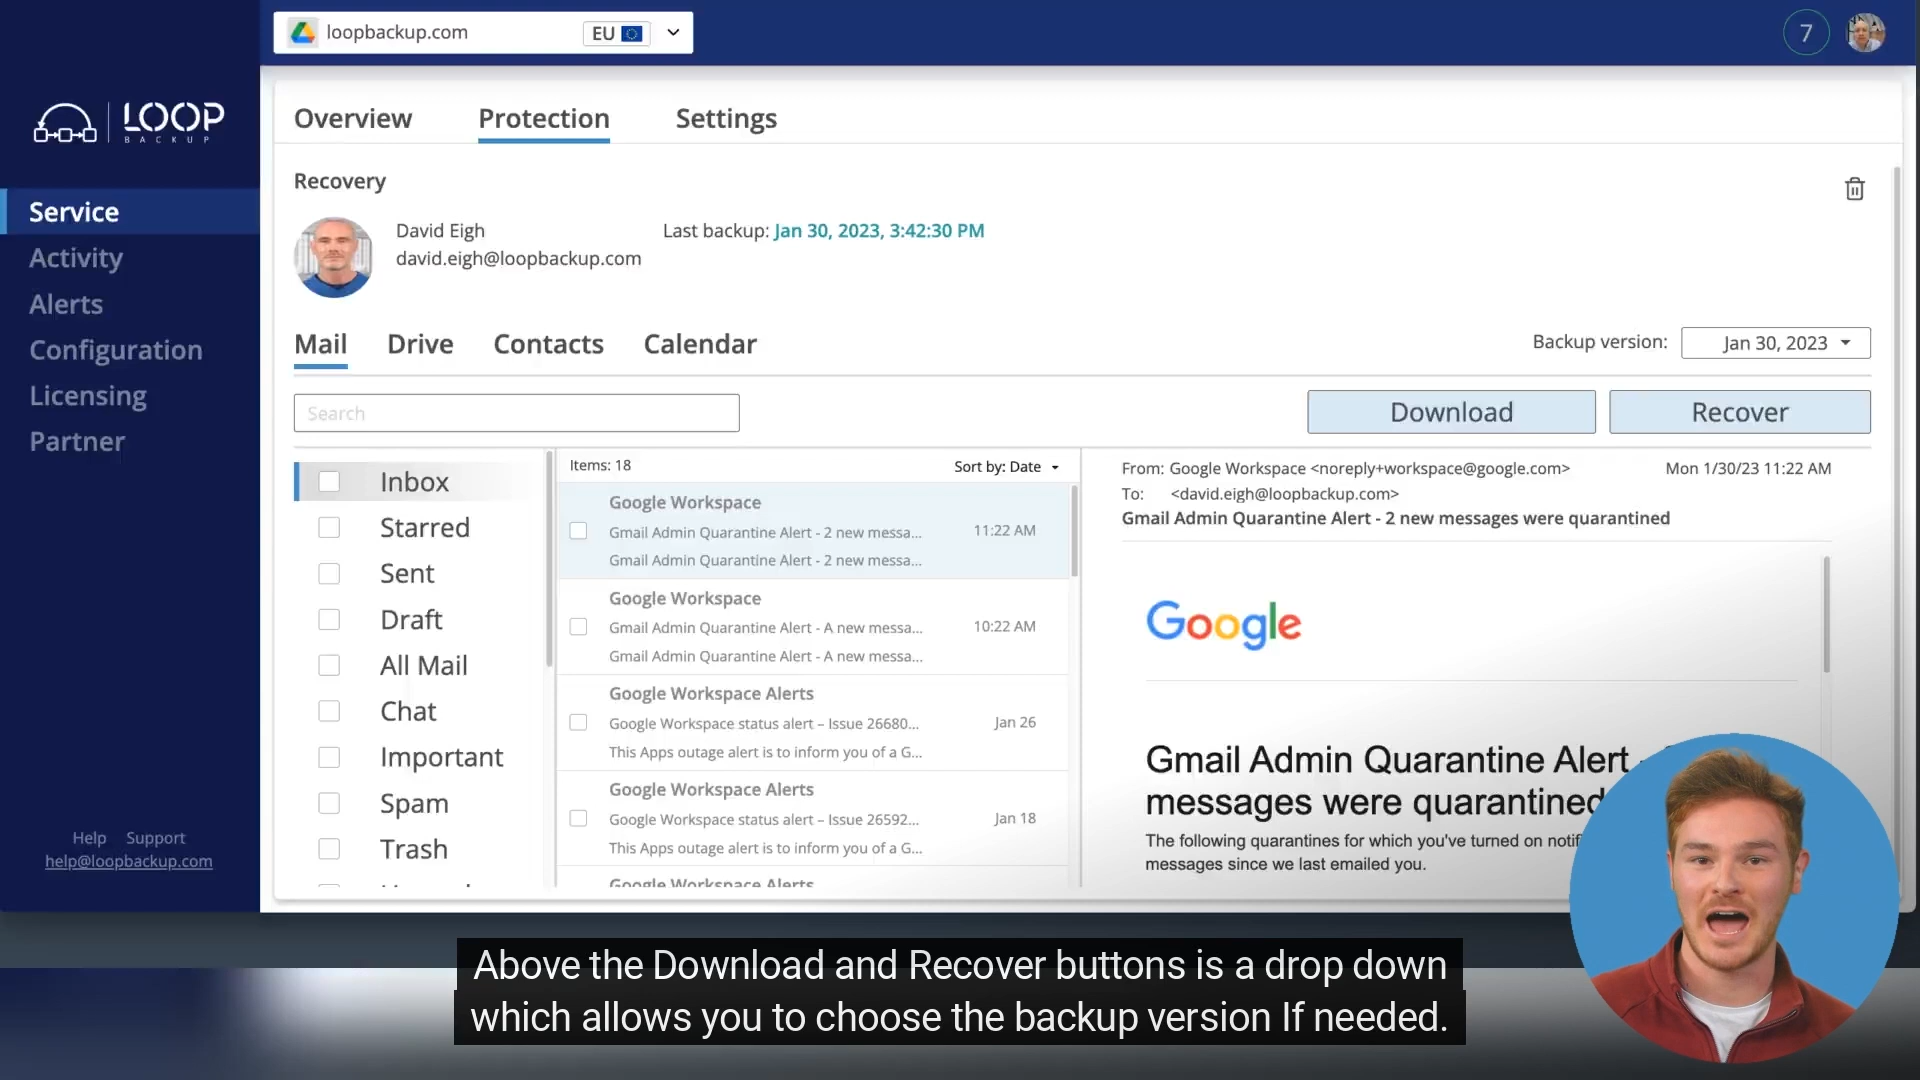 loopbackup.com
EU
7
LOOP
BACKUP
Overview
Protection
Settings
Service
Activity
Alerts
Configuration
Licensing
Partner
Help Support
help@loopbackup.com
Recovery
David Eigh
david.eigh@loopbackup.com
Last backup: Jan 30, 2023, 3:42:30 PM
Mail
Drive
Contacts
Calendar
Backup version:
Jan 30, 2023
Search
Download
Recover
Inbox
Starred
Sent
Draft
All Mail
Chat
Important
Spam
Trash
Items: 18
Sort by: Date
Google Workspace
Gmail Admin Quarantine Alert - 2 new messa...
11:22 AM
Gmail Admin Quarantine Alert - 2 new messa...
Google Workspace
Gmail Admin Quarantine Alert - A new messa...
10:22 AM
Gmail Admin Quarantine Alert - A new messa...
Google Workspace Alerts
Google Workspace status alert – Issue 26680...
Jan 26
This Apps outage alert is to inform you of a G...
Google Workspace Alerts
Google Workspace status alert – Issue 26592...
Jan 18
This Apps outage alert is to inform you of a G...
Google Workspace Alerts
From: Google Workspace <noreply+workspace@google.com>
Mon 1/30/23 11:22 AM
To: <david.eigh@loopbackup.com>
Gmail Admin Quarantine Alert - 2 new messages were quarantined
Google
Gmail Admin Quarantine Alert -
messages were quarantined
The following quarantines for which you've turned on notif
messages since we last emailed you.
Above the Download and Recover buttons is a drop down
which allows you to choose the backup version If needed.